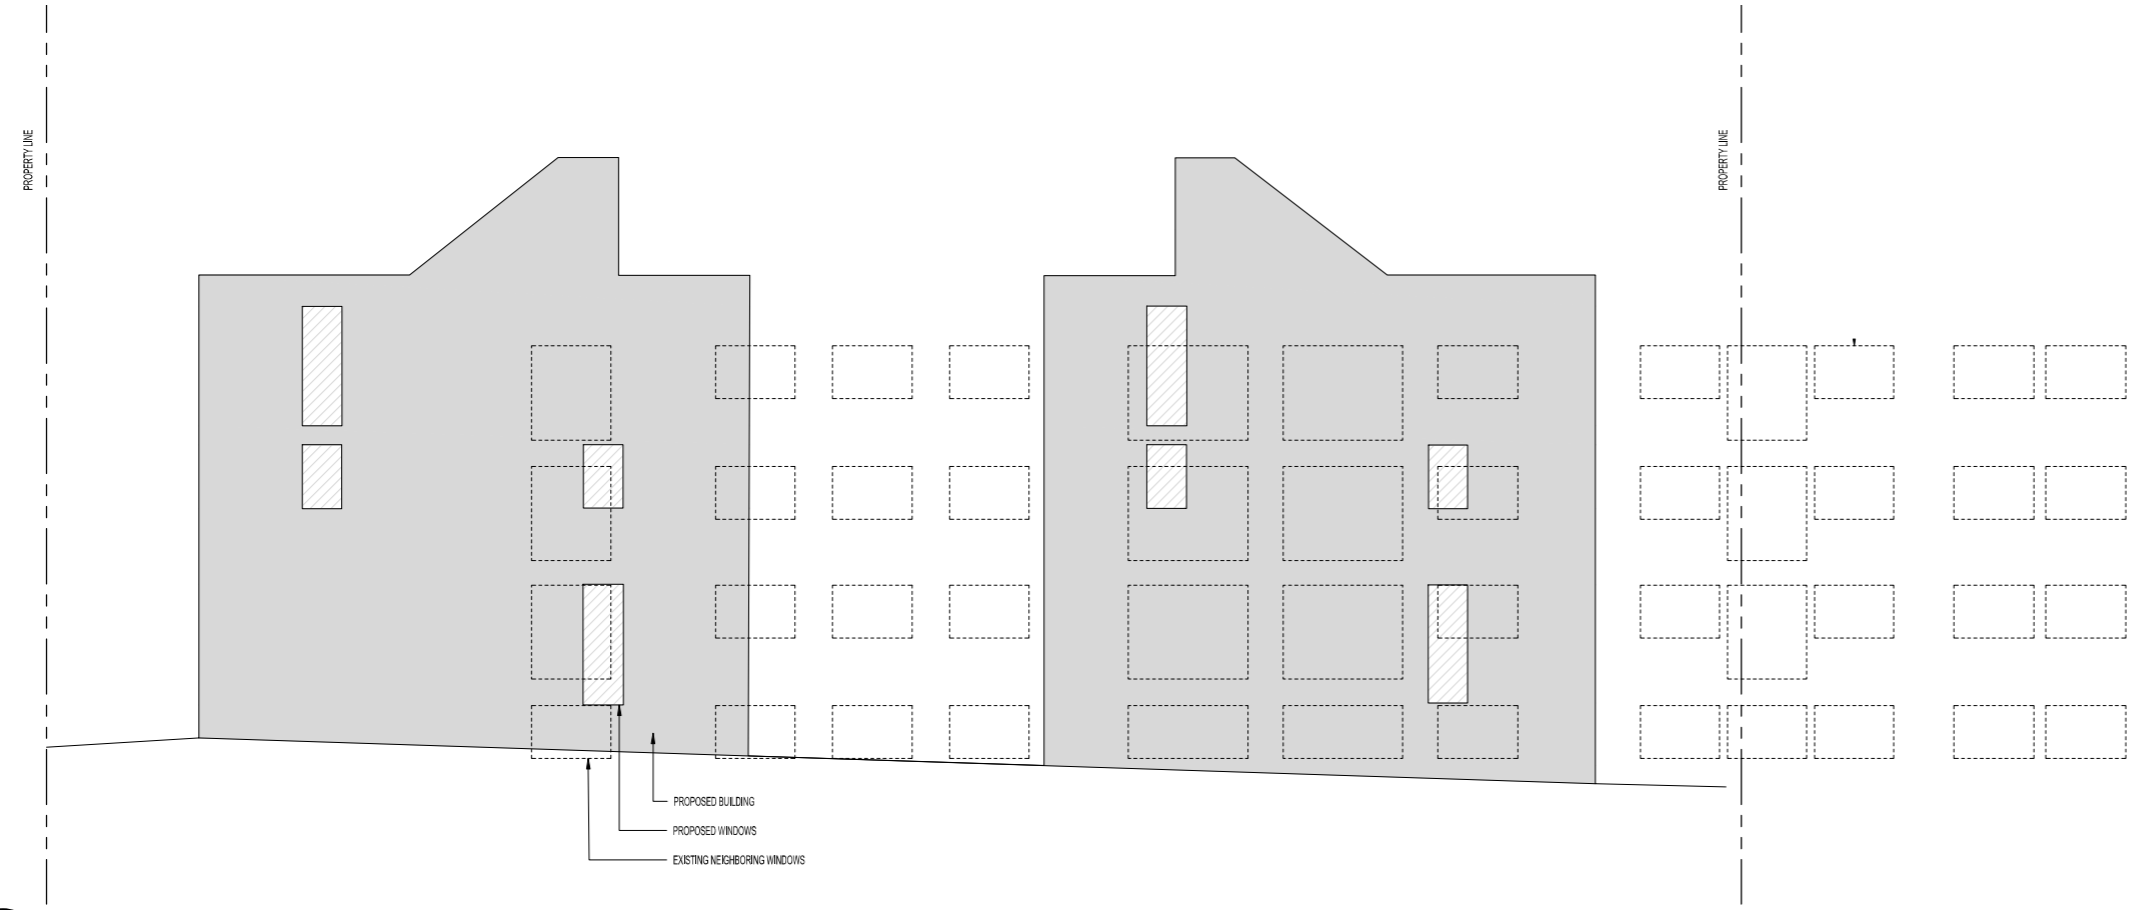 PROPERTY LINE
PROPERTY LINE
PROPOSED BUILDING
PROPOSED WINDOWS
EXISTING NEIGHBORING WINDOWS